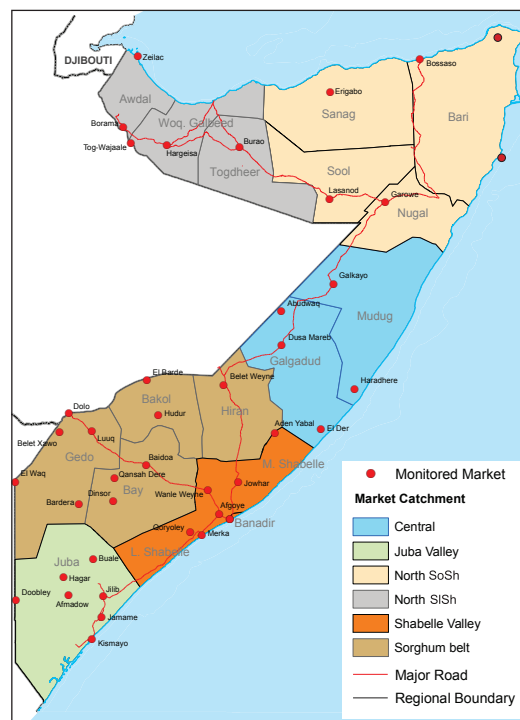 DJIBOUTI
Zeilac
Bossaso
Awdal
Erigabo
Sanag
Borama
Woq. Galbeed
Bari
Tog-Wajaale
Hargeisa
Burao
Togdheer
Sool
Lasanod
Garowe
Nugal
Galkayo
Abudwaq
Mudug
Dusa Mareb
Galgadud
El Barde
Belet Weyne
Haradhere
Dolo
Bakol
Hudur
Hiran
Aden Yabal
El Der
Belet Xawo
Luuq
Gedo
Baidoa
M. Shabelle
El Waq
Qansah Dere
Bay
Dinsor
Wanle Weyne
Jowhar
Bardera
Afgoye
Banadir
Qoryoley
Merka
L. Shabelle
Juba
Buale
Hagar
Doobley
Afmadow
Jilib
Jamame
Kismayo
Monitored Market
Market Catchment
Central
Juba Valley
North SoSh
North SlSh
Shabelle Valley
Sorghum belt
Major Road
Regional Boundary